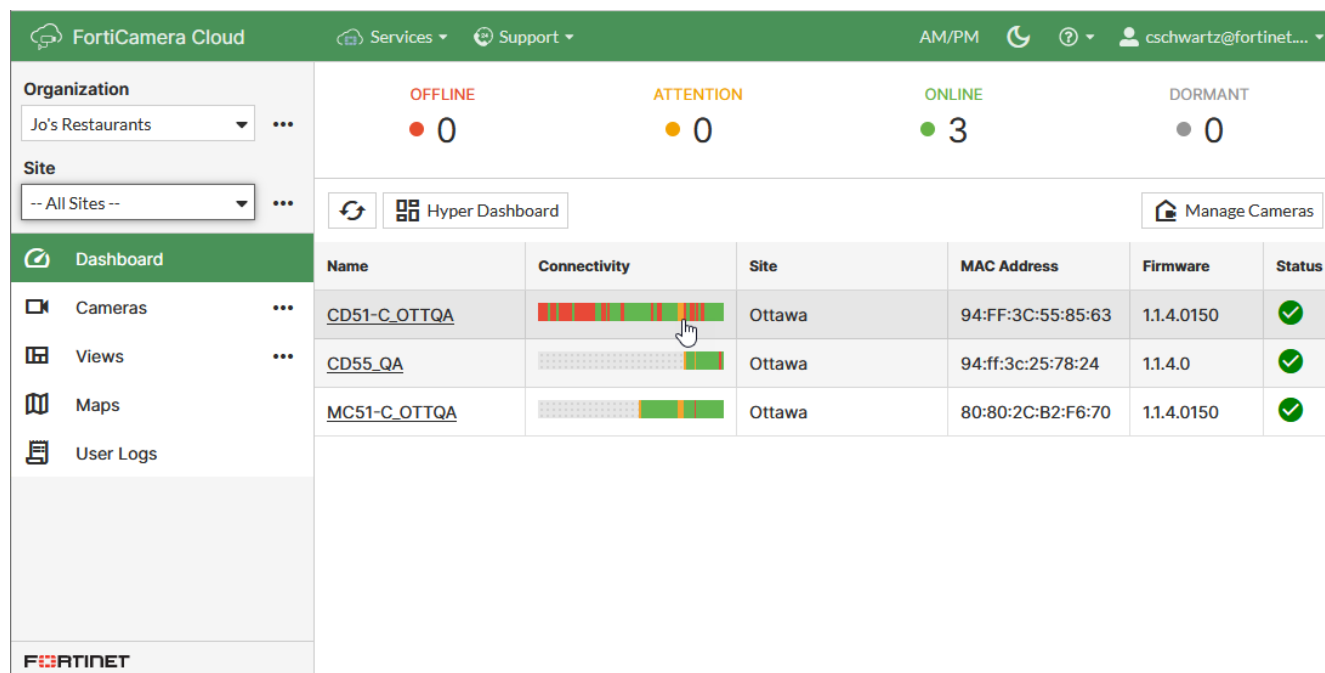 FortiCamera Cloud Services Support AM/PM cschwartz@fortinet....
Organization
Jo's Restaurants
Site
-- All Sites --
Dashboard
Cameras
Views
Maps
User Logs
FORTINET
OFFLINE ATTENTION ONLINE DORMANT
0 0 3 0
Hyper Dashboard Manage Cameras
Name Connectivity Site MAC Address Firmware Status
CD51-C_OTTQA Ottawa 94:FF:3C:55:85:63 1.1.4.0150
CD55_QA Ottawa 94:ff:3c:25:78:24 1.1.4.0
MC51-C_OTTQA Ottawa 80:80:2C:B2:F6:70 1.1.4.0150